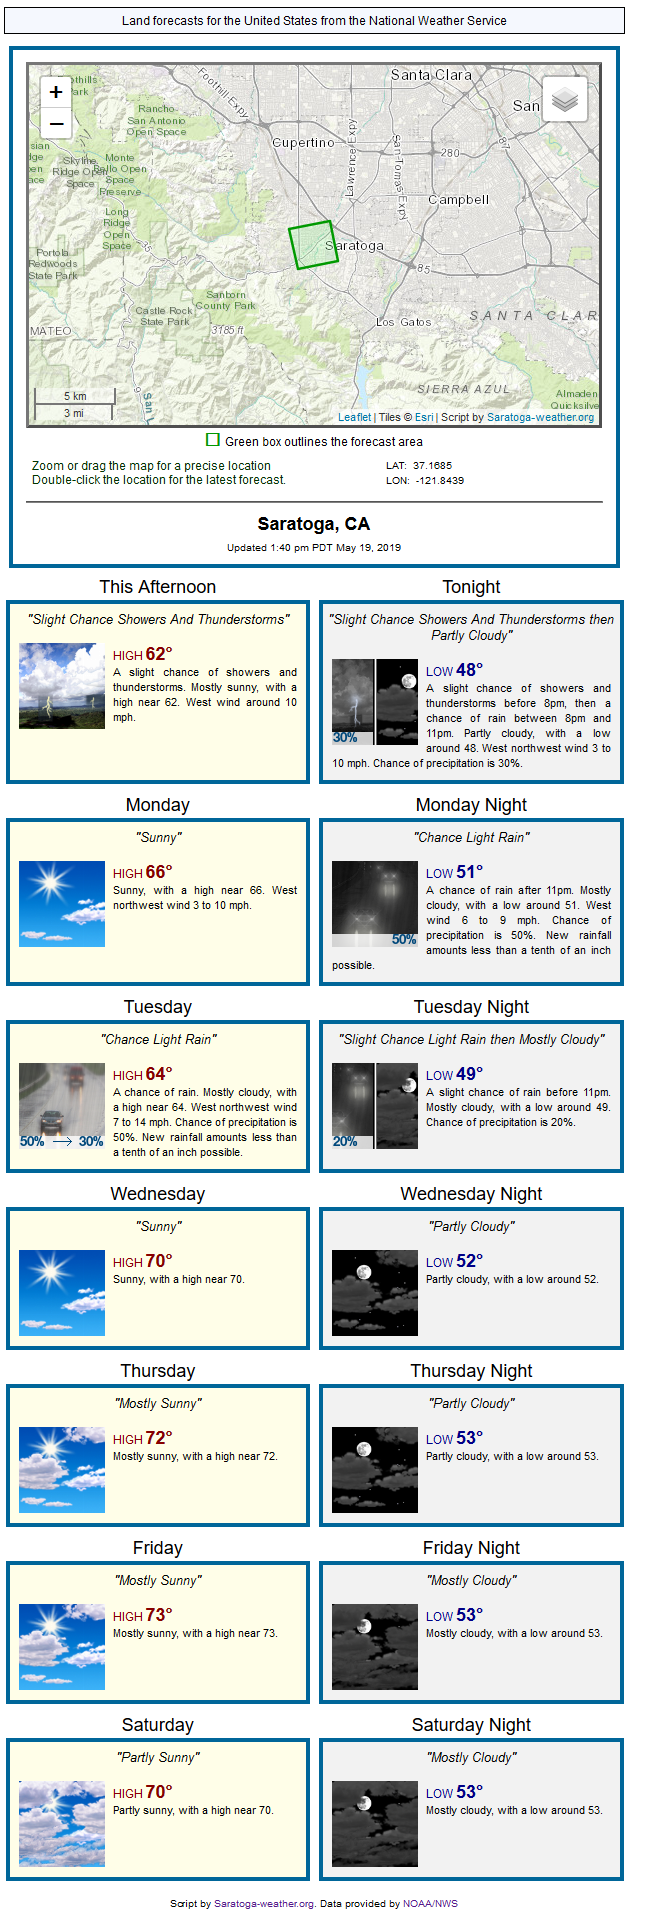 Land forecasts for the United States from the National Weather Service
+
−
Santa Clara
San
Foothill Expy
Rancho
San Antonio
Open Space
Cupertino
Lawrence Expy
San Tomas Expy
280
87
Skyline
Ridge Open
Space
Monte
Bello Open
Space
Preserve
Campbell
Long
Ridge
Open
Space
35
Saratoga
Portola
Redwoods
State Park
85
Sanborn
County Park
Castle Rock
State Park
3185 ft
MATEO
Los Gatos
SANTA CLAR
SIERRA AZUL
Almaden
Quicksilve
5 km
3 mi
Leaflet | Tiles © Esri | Script by Saratoga-weather.org
Green box outlines the forecast area
Zoom or drag the map for a precise location
Double-click the location for the latest forecast.
LAT: 37.1685
LON: -121.8439
Saratoga, CA
Updated 1:40 pm PDT May 19, 2019
This Afternoon
"Slight Chance Showers And Thunderstorms"
HIGH 62°
A slight chance of showers and
thunderstorms. Mostly sunny, with a
high near 62. West wind around 10
mph.
Tonight
"Slight Chance Showers And Thunderstorms then
Partly Cloudy"
30%
LOW 48°
A slight chance of showers and
thunderstorms before 8pm, then a
chance of rain between 8pm and
11pm. Partly cloudy, with a low
around 48. West northwest wind 3 to
10 mph. Chance of precipitation is 30%.
Monday
"Sunny"
HIGH 66°
Sunny, with a high near 66. West
northwest wind 3 to 10 mph.
Monday Night
"Chance Light Rain"
50%
LOW 51°
A chance of rain after 11pm. Mostly
cloudy, with a low around 51. West
wind 6 to 9 mph. Chance of
precipitation is 50%. New rainfall
amounts less than a tenth of an inch
possible.
Tuesday
"Chance Light Rain"
50% → 30%
HIGH 64°
A chance of rain. Mostly cloudy, with
a high near 64. West northwest wind
7 to 14 mph. Chance of precipitation is
50%. New rainfall amounts less than
a tenth of an inch possible.
Tuesday Night
"Slight Chance Light Rain then Mostly Cloudy"
20%
LOW 49°
A slight chance of rain before 11pm.
Mostly cloudy, with a low around 49.
Chance of precipitation is 20%.
Wednesday
"Sunny"
HIGH 70°
Sunny, with a high near 70.
Wednesday Night
"Partly Cloudy"
LOW 52°
Partly cloudy, with a low around 52.
Thursday
"Mostly Sunny"
HIGH 72°
Mostly sunny, with a high near 72.
Thursday Night
"Partly Cloudy"
LOW 53°
Partly cloudy, with a low around 53.
Friday
"Mostly Sunny"
HIGH 73°
Mostly sunny, with a high near 73.
Friday Night
"Mostly Cloudy"
LOW 53°
Mostly cloudy, with a low around 53.
Saturday
"Partly Sunny"
HIGH 70°
Partly sunny, with a high near 70.
Saturday Night
"Mostly Cloudy"
LOW 53°
Mostly cloudy, with a low around 53.
Script by Saratoga-weather.org. Data provided by NOAA/NWS